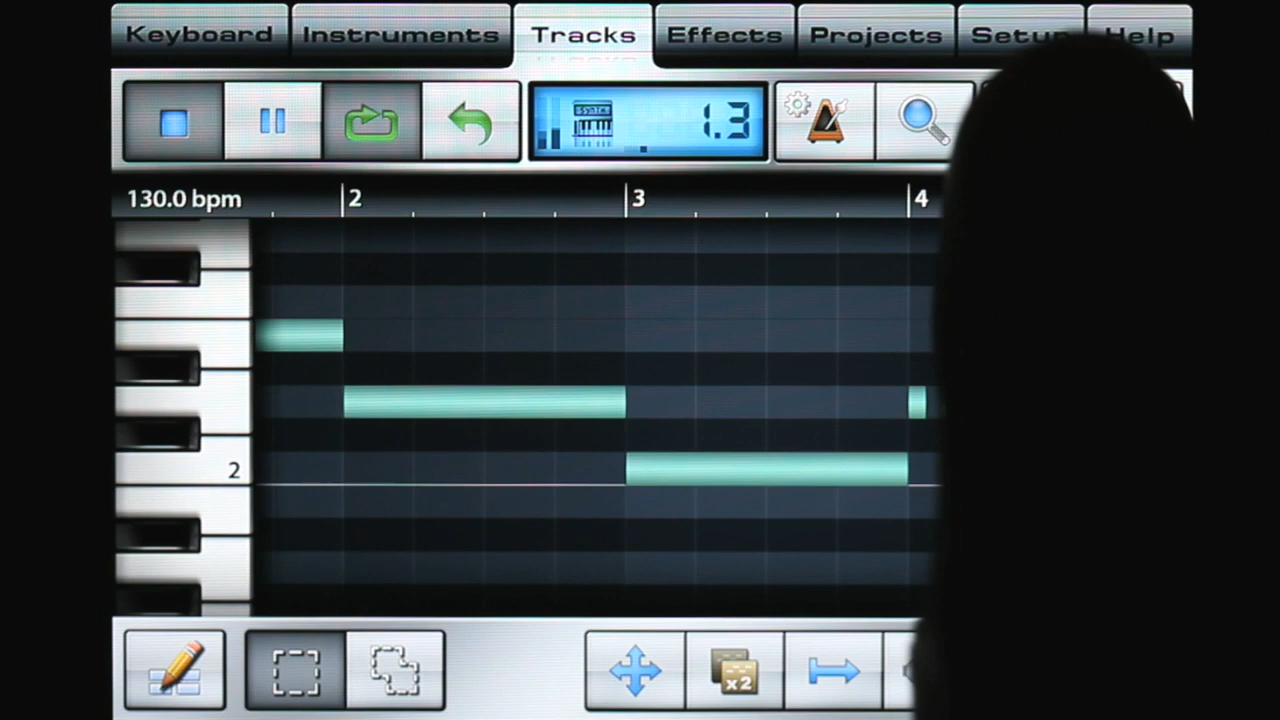 Keyboard Instruments Tracks Effects Projects Setup Help
1.3
130.0 bpm 2 3 4
2
x2